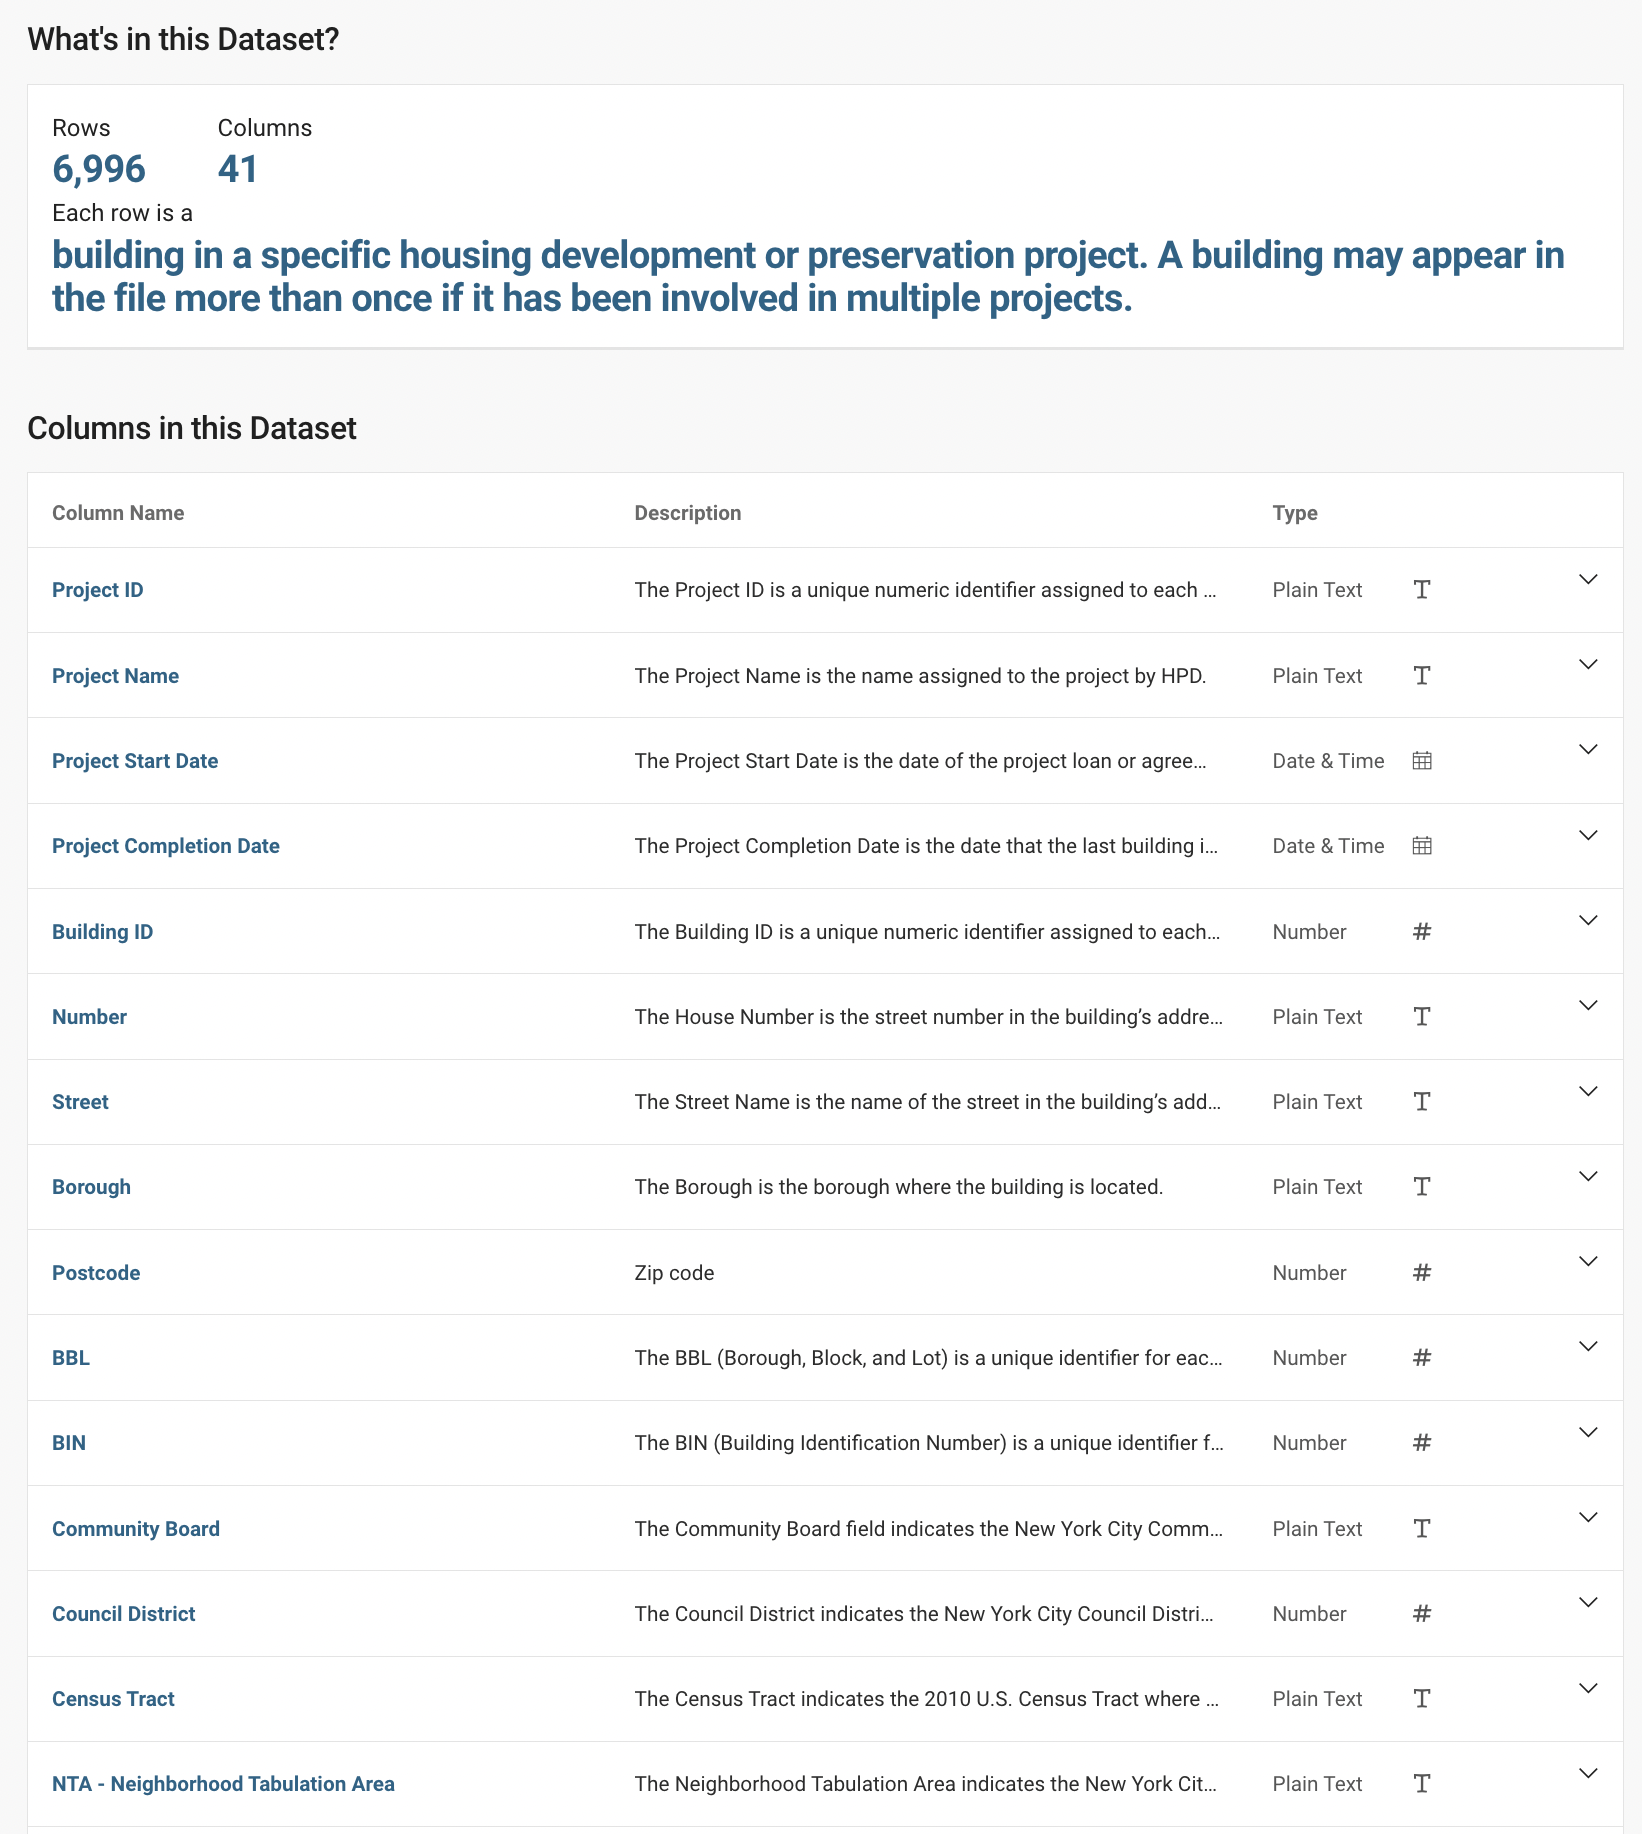 What's in this Dataset?
Rows Columns
6,996 41
Each row is a
building in a specific housing development or preservation project. A building may appear in
the file more than once if it has been involved in multiple projects.
Columns in this Dataset
Column Name Description Type
Project ID The Project ID is a unique numeric identifier assigned to each ... Plain Text
Project Name The Project Name is the name assigned to the project by HPD. Plain Text
Project Start Date The Project Start Date is the date of the project loan or agree... Date & Time
Project Completion Date The Project Completion Date is the date that the last building i... Date & Time
Building ID The Building ID is a unique numeric identifier assigned to each... Number #
Number The House Number is the street number in the building’s addre... Plain Text
Street The Street Name is the name of the street in the building’s add... Plain Text
Borough The Borough is the borough where the building is located. Plain Text
Postcode Zip code Number #
BBL The BBL (Borough, Block, and Lot) is a unique identifier for eac... Number #
BIN The BIN (Building Identification Number) is a unique identifier f... Number #
Community Board The Community Board field indicates the New York City Comm... Plain Text
Council District The Council District indicates the New York City Council Distri... Number #
Census Tract The Census Tract indicates the 2010 U.S. Census Tract where ... Plain Text
NTA - Neighborhood Tabulation Area The Neighborhood Tabulation Area indicates the New York Cit... Plain Text